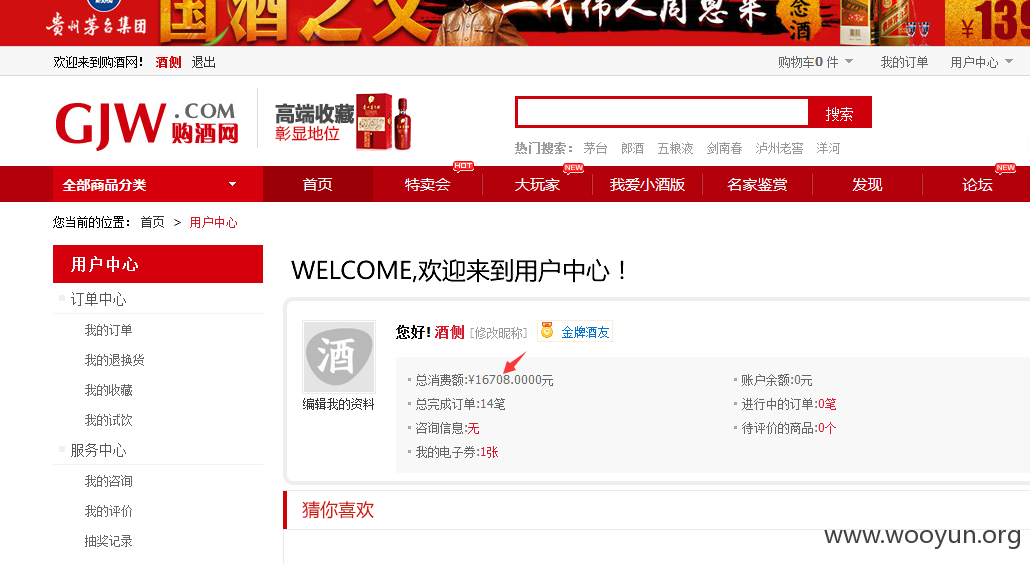 贵州茅台集团 国酒之父 一代伟人周恩来 念酒 ¥139
欢迎来到购酒网! 酒侧 退出 购物车0 件 我的订单 用户中心
GJW.COM 购酒网 高端收藏 彰显地位
搜索
热门搜索: 茅台 郎酒 五粮液 剑南春 泸州老窖 洋河
HOT NEW NEW
全部商品分类 首页 特卖会 大玩家 我爱小酒版 名家鉴赏 发现 论坛
您当前的位置: 首页 > 用户中心
用户中心
WELCOME,欢迎来到用户中心！
订单中心
我的订单
我的退换货
我的收藏
我的试饮
服务中心
我的咨询
我的评价
抽奖记录
酒
编辑我的资料
您好! 酒侧 [修改昵称] 金牌酒友
总消费额:¥16708.0000元 账户余额:0元
总完成订单:14笔 进行中的订单:0笔
咨询信息:无 待评价的商品:0个
我的电子券:1张
猜你喜欢
www.wooyun.org